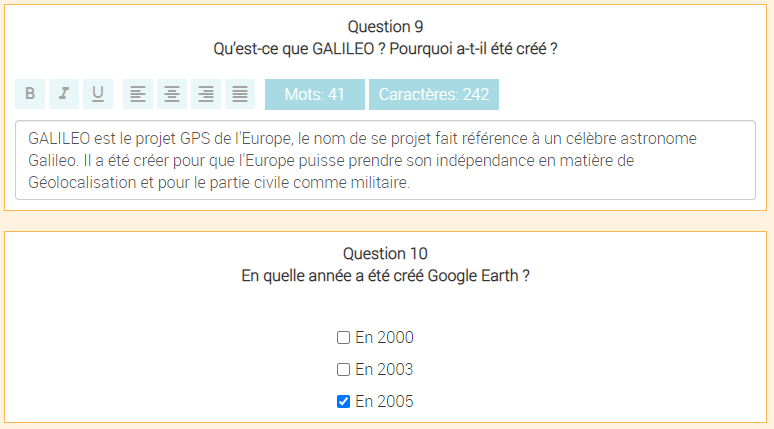 Question 9
Qu'est-ce que GALILEO ? Pourquoi a-t-il été créé ?
B I U Mots: 41 Caractères: 242
GALILEO est le projet GPS de l'Europe, le nom de se projet fait référence à un célèbre astronome
Galileo. Il a été créer pour que l'Europe puisse prendre son indépendance en matière de
Géolocalisation et pour le partie civile comme militaire.
Question 10
En quelle année a été créé Google Earth ?
En 2000
En 2003
En 2005